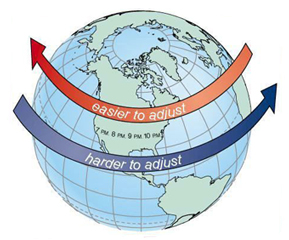 easier to adjust
7 PM 8 PM 9 PM 10 PM
harder to adjust